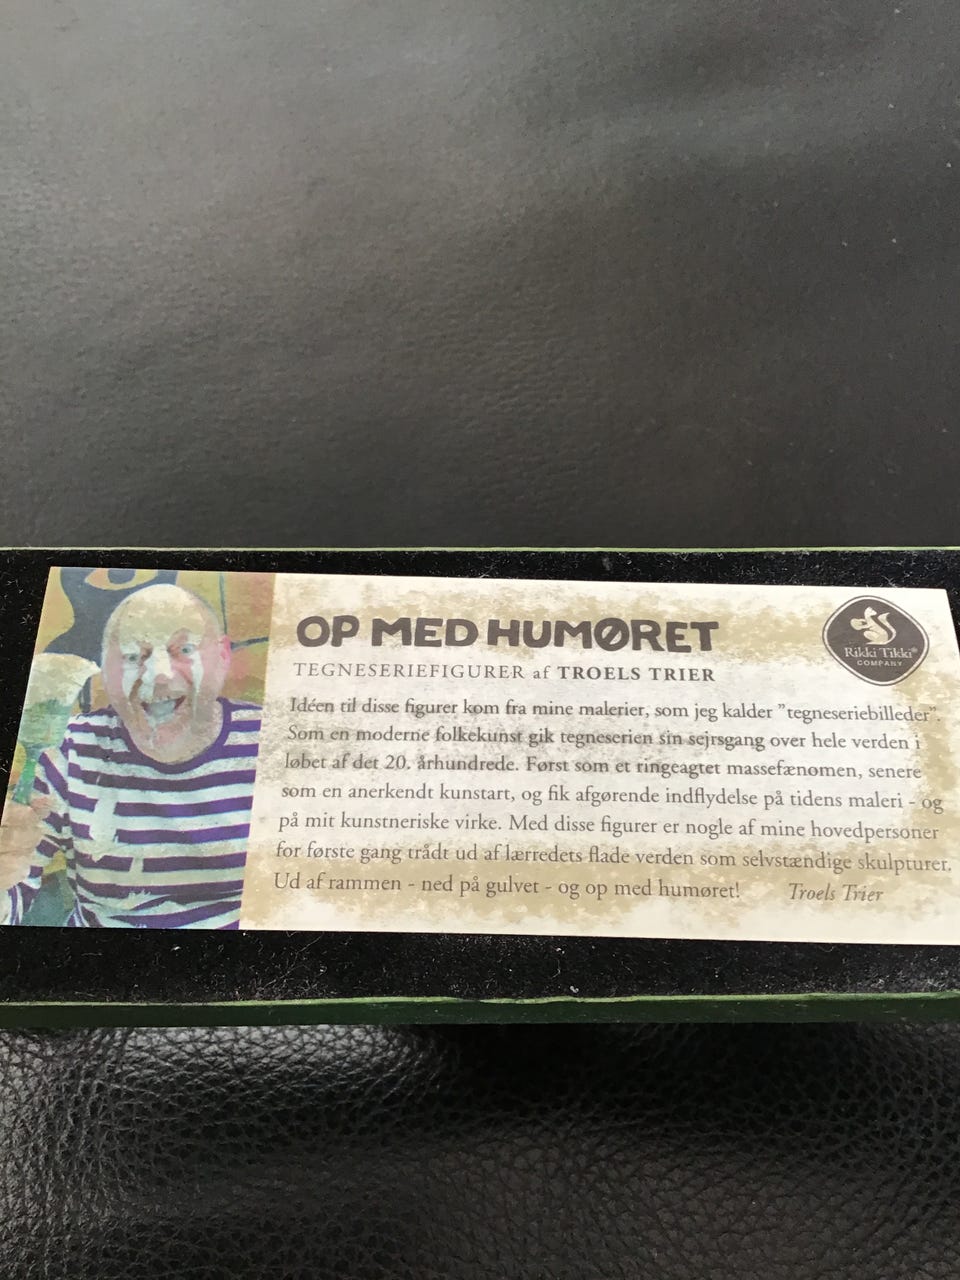 OP MED HUMØRET
TEGNESERIEFIGURER af TROELS TRIER
Rikki Tikki®
COMPANY
Idéen til disse figurer kom fra mine malerier, som jeg kalder "tegneseriebilleder".
Som en moderne folkekunst gik tegneserien sin sejrsgang over hele verden i
løbet af det 20. århundrede. Først som et ringeagtet massefænomen, senere
som en anerkendt kunstart, og fik afgørende indflydelse på tidens maleri - og
på mit kunstneriske virke. Med disse figurer er nogle af mine hovedpersoner
for første gang trådt ud af lærredets flade verden som selvstændige skulpturer.
Ud af rammen - ned på gulvet - og op med humøret! Troels Trier